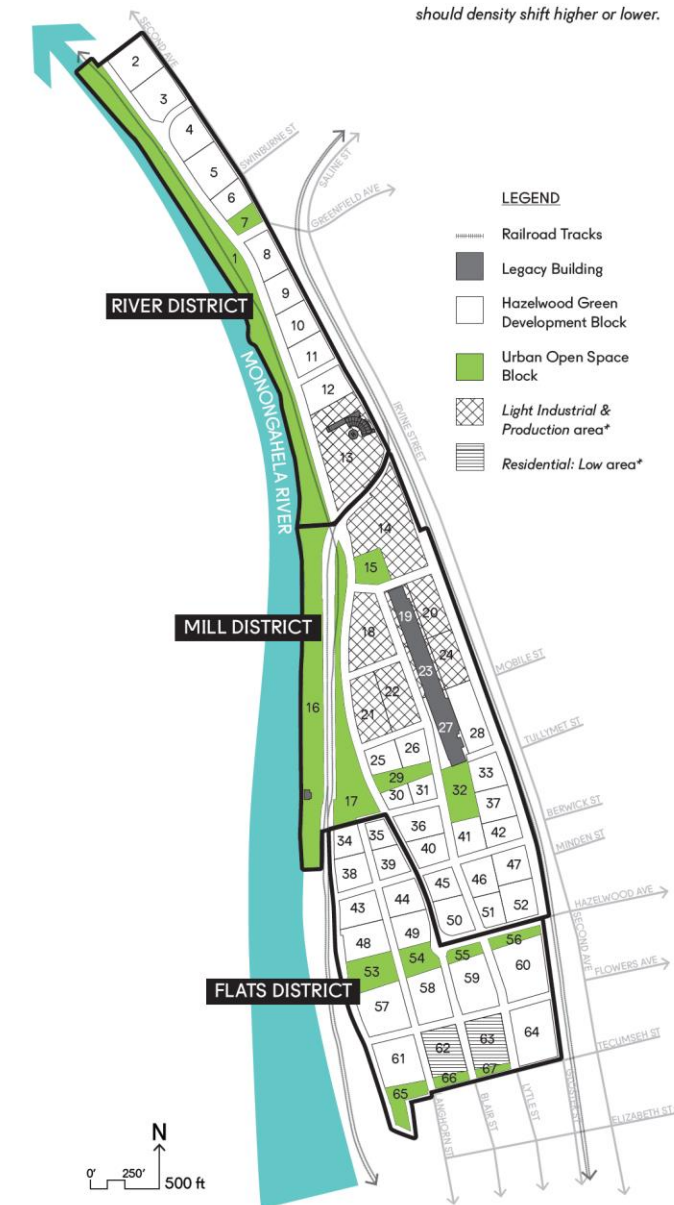 should density shift higher or lower.
SECOND AVE
2
3
4
5
6
7
SWINBURNE ST
SALINE ST
GREENFIELD AVE
1
8
9
10
11
12
13
RIVER DISTRICT
MONONGAHELA RIVER
IRVINE STREET
LEGEND
Railroad Tracks
Legacy Building
Hazelwood Green
Development Block
Urban Open Space
Block
Light Industrial &
Production area*
Residential: Low area*
14
15
MILL DISTRICT
16
17
18
19
20
21
22
23
24
25
26
27
28
29
30
31
32
33
37
MOBILE ST
TULLYMET ST
BERWICK ST
MINDEN ST
34
35
36
38
39
40
41
42
43
44
45
46
47
48
49
50
51
52
HAZELWOOD AVE
SECOND AVE
FLOWERS AVE
FLATS DISTRICT
53
54
55
56
57
58
59
60
61
62
63
64
65
66
67
TECUMSEH ST
LANGHORN ST
BLAIR ST
LYTLE ST
GLOSTER ST
ELIZABETH ST
N
0'
250'
500 ft